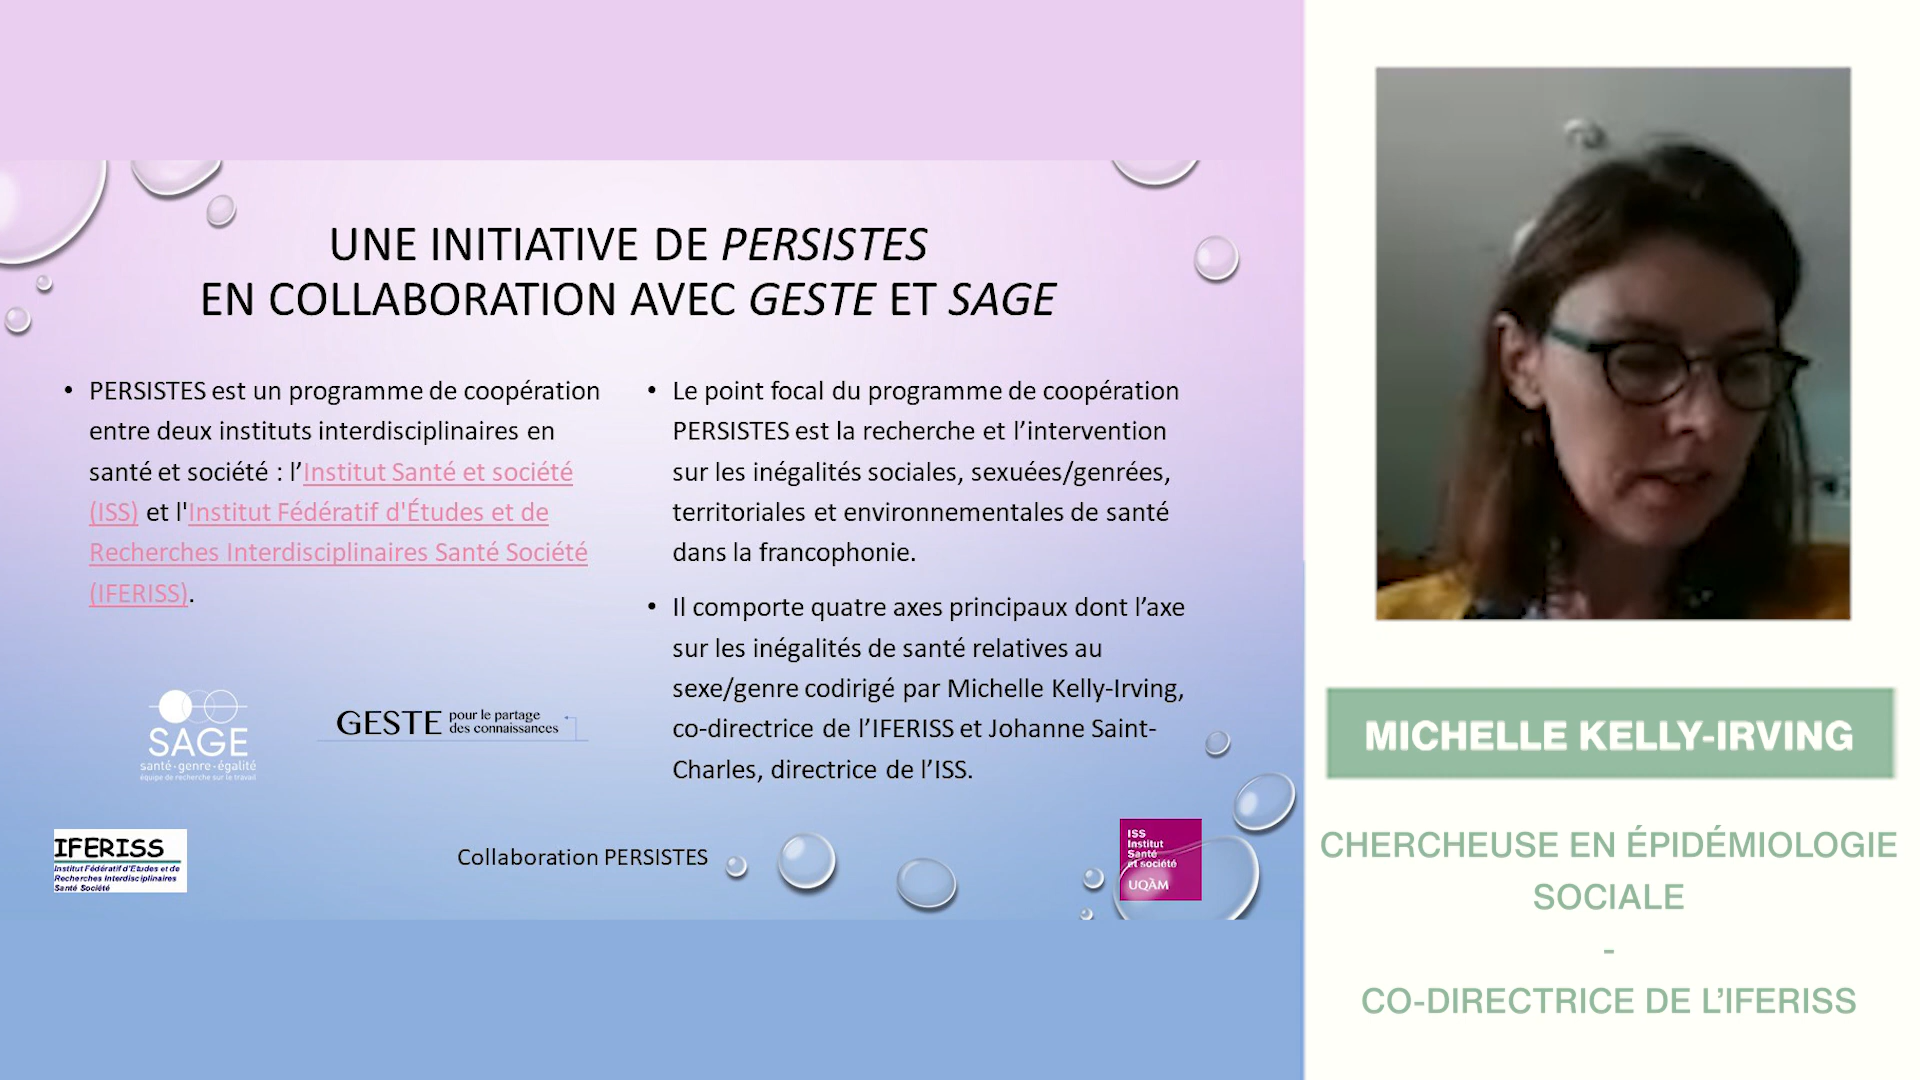 UNE INITIATIVE DE PERSISTES
EN COLLABORATION AVEC GESTE ET SAGE
• PERSISTES est un programme de coopération
entre deux instituts interdisciplinaires en
santé et société : l’Institut Santé et société
(ISS) et l'Institut Fédératif d'Études et de
Recherches Interdisciplinaires Santé Société
(IFERISS).
• Le point focal du programme de coopération
PERSISTES est la recherche et l’intervention
sur les inégalités sociales, sexuées/genrées,
territoriales et environnementales de santé
dans la francophonie.
• Il comporte quatre axes principaux dont l’axe
sur les inégalités de santé relatives au
sexe/genre codirigé par Michelle Kelly-Irving,
co-directrice de l’IFERISS et Johanne Saint-
Charles, directrice de l’ISS.
SAGE
santé-genre-égalité
équipe de recherche sur le travail
GESTE pour le partage
des connaissances
IFERISS
Institut Fédératif d'Etudes et de
Recherches Interdisciplinaires
Santé Société
Collaboration PERSISTES
ISS
Institut
Santé
et société
UQÀM
MICHELLE KELLY-IRVING
CHERCHEUSE EN ÉPIDÉMIOLOGIE
SOCIALE
-
CO-DIRECTRICE DE L’IFERISS